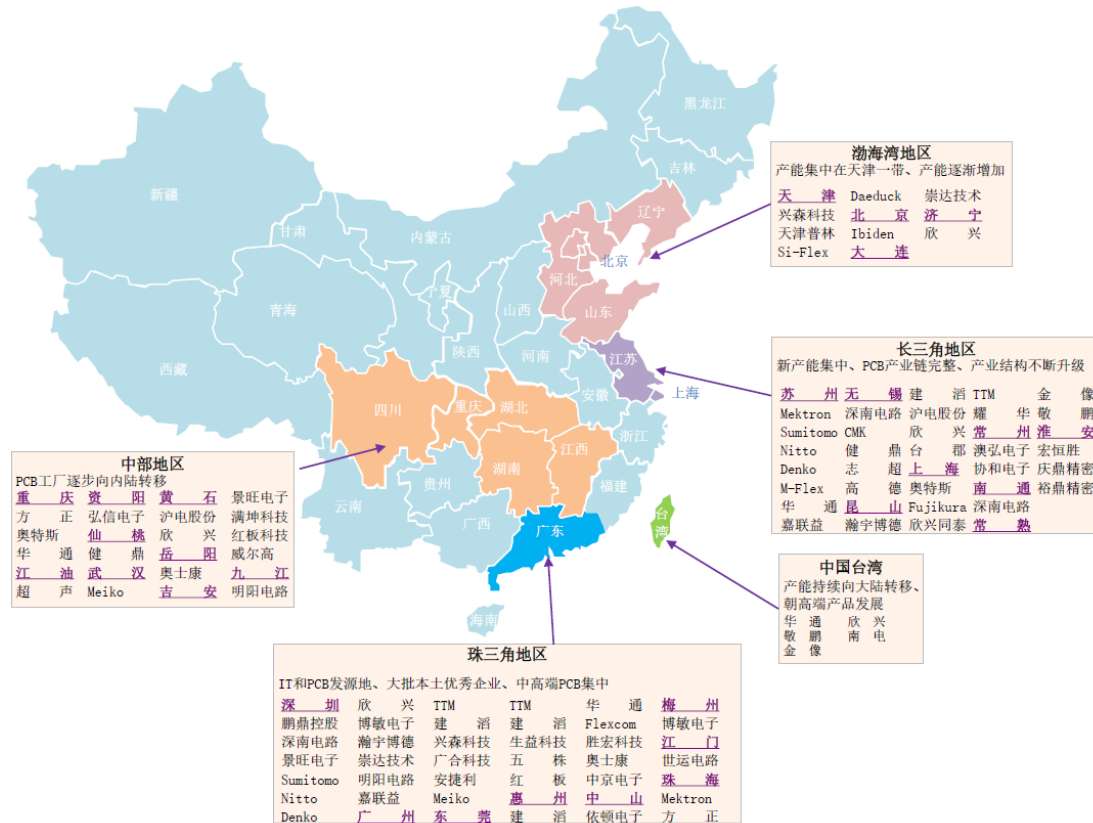 黑龙江
吉林
辽宁
新疆
甘肃
内蒙古
北京
河北
宁夏
山西
青海
山东
陕西
河南
江苏
西藏
安徽
上海
四川
重庆
湖北
浙江
江西
湖南
贵州
福建
云南
广西
广东
台湾
海南
渤海湾地区
产能集中在天津一带、产能逐渐增加
天津 Daeduck 崇达技术
兴森科技 北京 济宁
天津普林 Ibiden 欣兴
Si-Flex 大连
长三角地区
新产能集中、PCB产业链完整、产业结构不断升级
苏州 无锡 建滔 TTM 金像
Mektron 深南电路 沪电股份 耀华 敬鹏
Sumitomo CMK 欣兴 常州 淮安
Nitto 健鼎 台郡 澳弘电子 宏恒胜
Denko 志超 上海 协和电子 庆鼎精密
M-Flex 高德 奥特斯 南通 裕鼎精密
华通 昆山 Fujikura 深南电路
嘉联益 瀚宇博德 欣兴同泰 常熟
中部地区
PCB工厂逐步向内陆转移
重庆 资阳 黄石 景旺电子
方正 弘信电子 沪电股份 满坤科技
奥特斯 仙桃 欣兴 红板科技
华通 健鼎 岳阳 威尔高
江油 武汉 奥士康 九江
超声 Meiko 吉安 明阳电路
中国台湾
产能持续向大陆转移、
朝高端产品发展
华通 欣兴
敬鹏 南电
金像
珠三角地区
IT和PCB发源地、大批本土优秀企业、中高端PCB集中
深圳 欣兴 TTM TTM 华通 梅州
鹏鼎控股 博敏电子 建滔 建滔 Flexcom 博敏电子
深南电路 瀚宇博德 兴森科技 生益科技 胜宏科技 江门
景旺电子 崇达技术 广合科技 五株 奥士康 世运电路
Sumitomo 明阳电路 安捷利 红板 中京电子 珠海
Nitto 嘉联益 Meiko 惠州 中山 Mektron
Denko 广州 东莞 建滔 依顿电子 方正